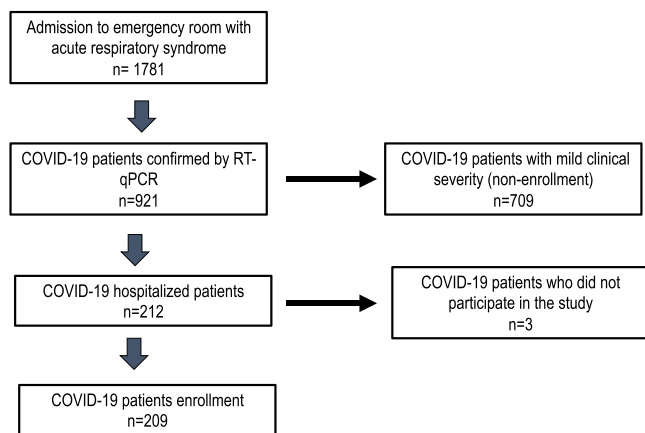 Admission to emergency room with
acute respiratory syndrome
n= 1781
COVID-19 patients confirmed by RT-
qPCR
n=921
COVID-19 patients with mild clinical
severity (non-enrollment)
n=709
COVID-19 hospitalized patients
n=212
COVID-19 patients who did not
participate in the study
n=3
COVID-19 patients enrollment
n=209